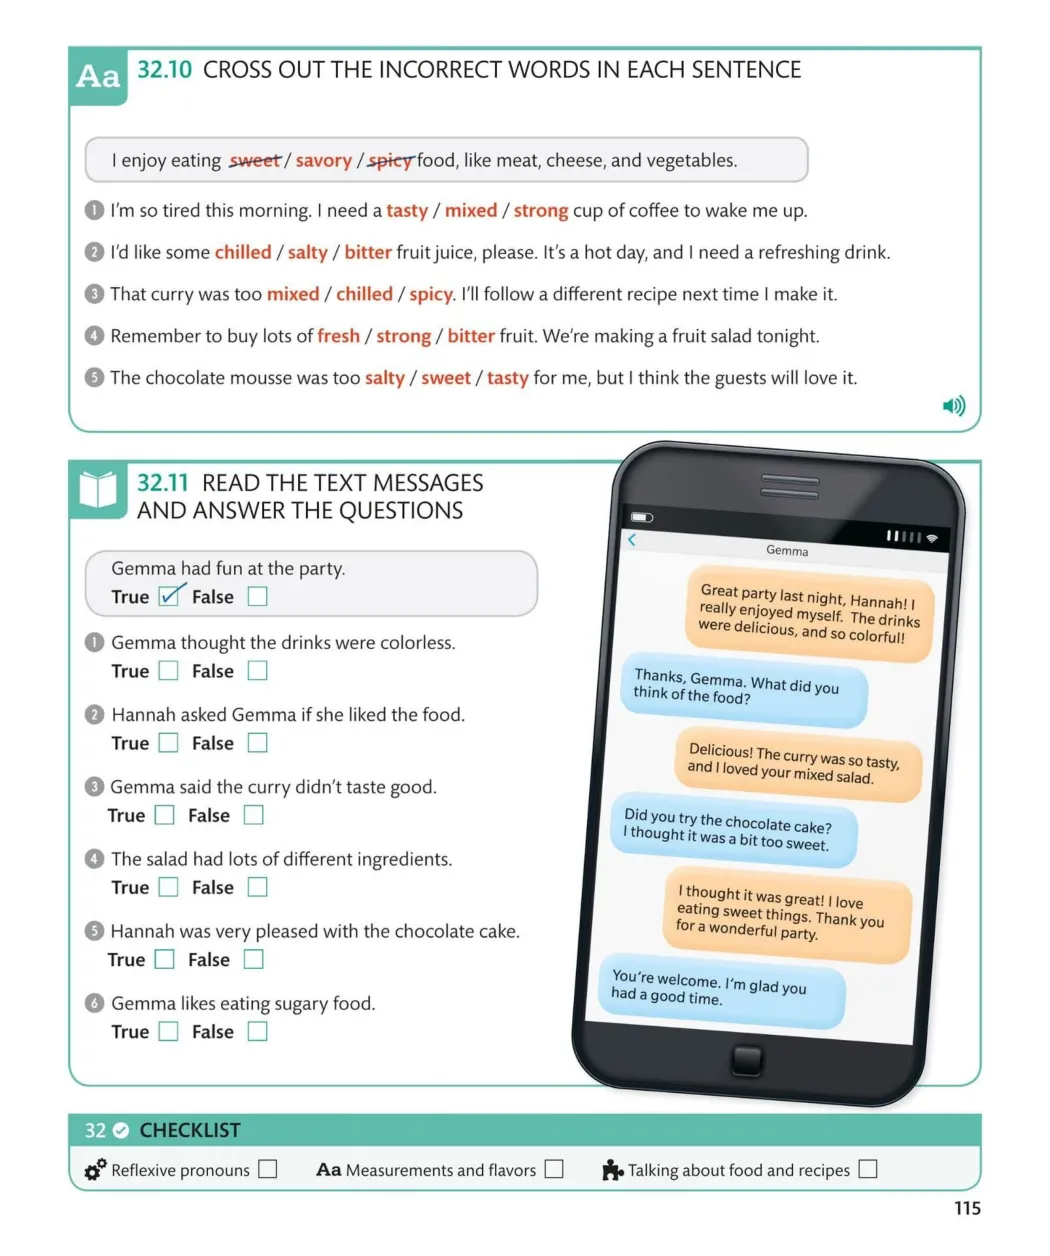 Aa 32.10 CROSS OUT THE INCORRECT WORDS IN EACH SENTENCE
I enjoy eating sweet / savory / spicy food, like meat, cheese, and vegetables.
1 I'm so tired this morning. I need a tasty / mixed / strong cup of coffee to wake me up.
2 I'd like some chilled / salty / bitter fruit juice, please. It's a hot day, and I need a refreshing drink.
3 That curry was too mixed / chilled / spicy. I'll follow a different recipe next time I make it.
4 Remember to buy lots of fresh / strong / bitter fruit. We're making a fruit salad tonight.
5 The chocolate mousse was too salty / sweet / tasty for me, but I think the guests will love it.
32.11 READ THE TEXT MESSAGES
AND ANSWER THE QUESTIONS
Gemma had fun at the party.
True False
1 Gemma thought the drinks were colorless.
True False
2 Hannah asked Gemma if she liked the food.
True False
3 Gemma said the curry didn't taste good.
True False
4 The salad had lots of different ingredients.
True False
5 Hannah was very pleased with the chocolate cake.
True False
6 Gemma likes eating sugary food.
True False
Gemma
Great party last night, Hannah! I
really enjoyed myself. The drinks
were delicious, and so colorful!
Thanks, Gemma. What did you
think of the food?
Delicious! The curry was so tasty,
and I loved your mixed salad.
Did you try the chocolate cake?
I thought it was a bit too sweet.
I thought it was great! I love
eating sweet things. Thank you
for a wonderful party.
You're welcome. I'm glad you
had a good time.
32 CHECKLIST
Reflexive pronouns Aa Measurements and flavors Talking about food and recipes
115